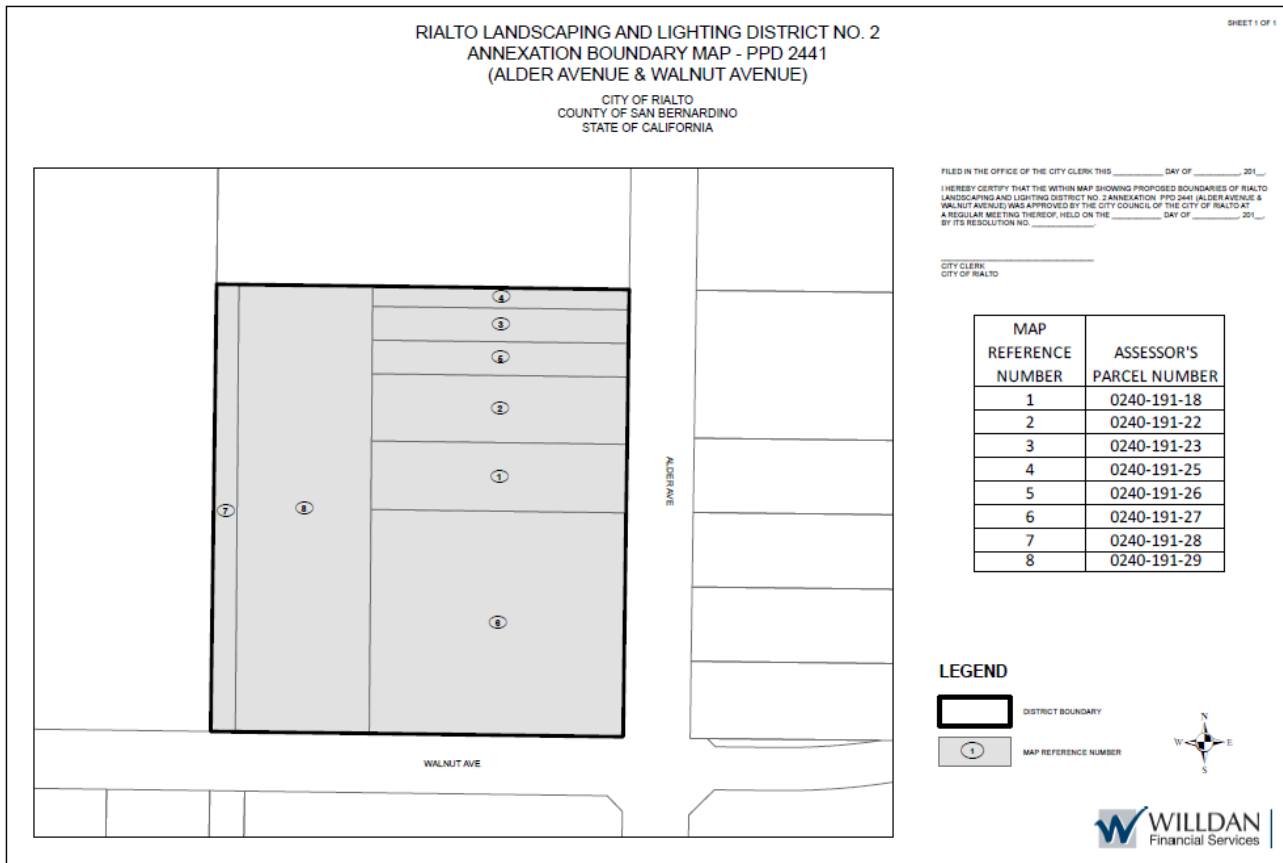 SHEET 1 OF 1
RIALTO LANDSCAPING AND LIGHTING DISTRICT NO. 2
ANNEXATION BOUNDARY MAP - PPD 2441
(ALDER AVENUE & WALNUT AVENUE)
CITY OF RIALTO
COUNTY OF SAN BERNARDINO
STATE OF CALIFORNIA
FILED IN THE OFFICE OF THE CITY CLERK THIS ____________ DAY OF ___________, 201__.
I HEREBY CERTIFY THAT THE WITHIN MAP SHOWING PROPOSED BOUNDARIES OF RIALTO
LANDSCAPING AND LIGHTING DISTRICT NO. 2 ANNEXATION PPD 2441 (ALDER AVENUE &
WALNUT AVENUE) WAS APPROVED BY THE CITY COUNCIL OF THE CITY OF RIALTO AT
A REGULAR MEETING THEREOF, HELD ON THE ____________ DAY OF ___________, 201__,
BY ITS RESOLUTION NO. _______________.
CITY CLERK
CITY OF RIALTO
4
3
5
2
1
7
8
6
ALDER AVE
WALNUT AVE
MAP REFERENCE NUMBER ASSESSOR'S PARCEL NUMBER
1 0240-191-18
2 0240-191-22
3 0240-191-23
4 0240-191-25
5 0240-191-26
6 0240-191-27
7 0240-191-28
8 0240-191-29
LEGEND
DISTRICT BOUNDARY
1 MAP REFERENCE NUMBER
N
W E
S
WILLDAN
Financial Services